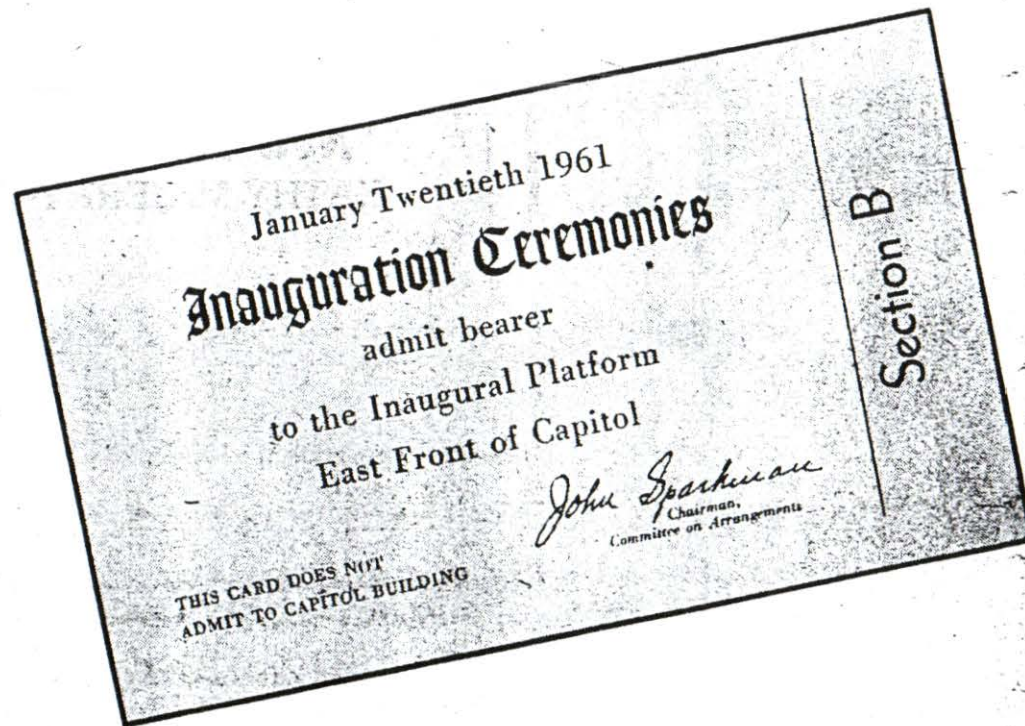 January Twentieth 1961
Inauguration Ceremonies
admit bearer
to the Inaugural Platform
East Front of Capitol
John Sparkman
Chairman,
Committee on Arrangements
THIS CARD DOES NOT
ADMIT TO CAPITOL BUILDING
Section B